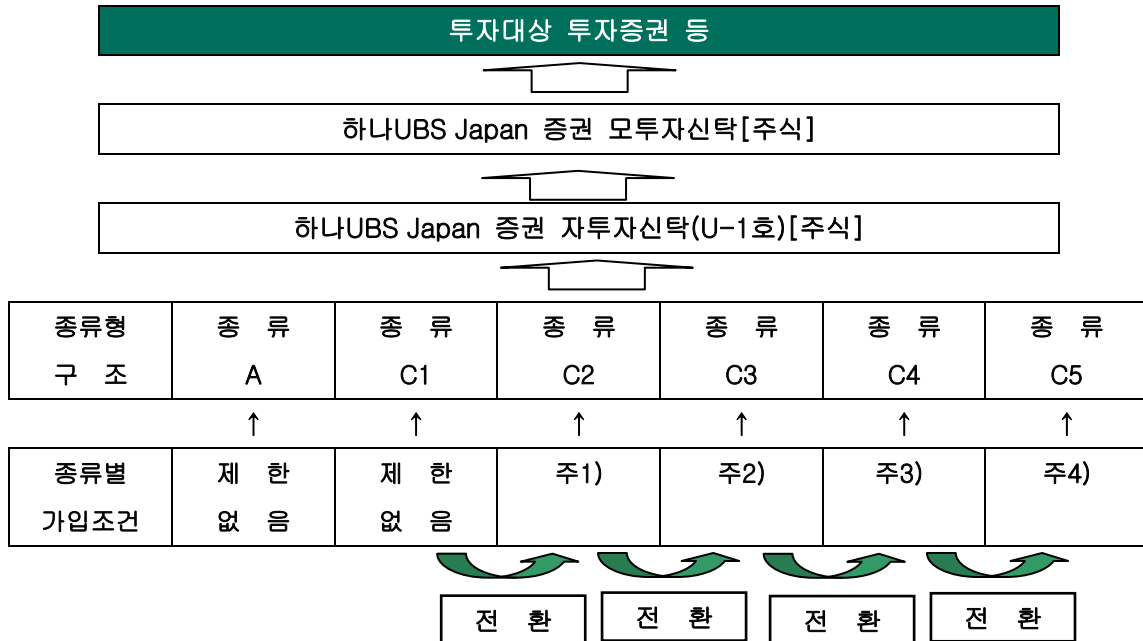 투자대상 투자증권 등
하나UBS Japan 증권 모투자신탁[주식]
하나UBS Japan 증권 자투자신탁(U-1호)[주식]
종류형 종 류 종 류 종 류 종 류 종 류 종 류
구 조 A C1 C2 C3 C4 C5
↑ ↑ ↑ ↑ ↑ ↑
종류별 제 한 제 한 주1) 주2) 주3) 주4)
가입조건 없 음 없 음
전 환 전 환 전 환 전 환